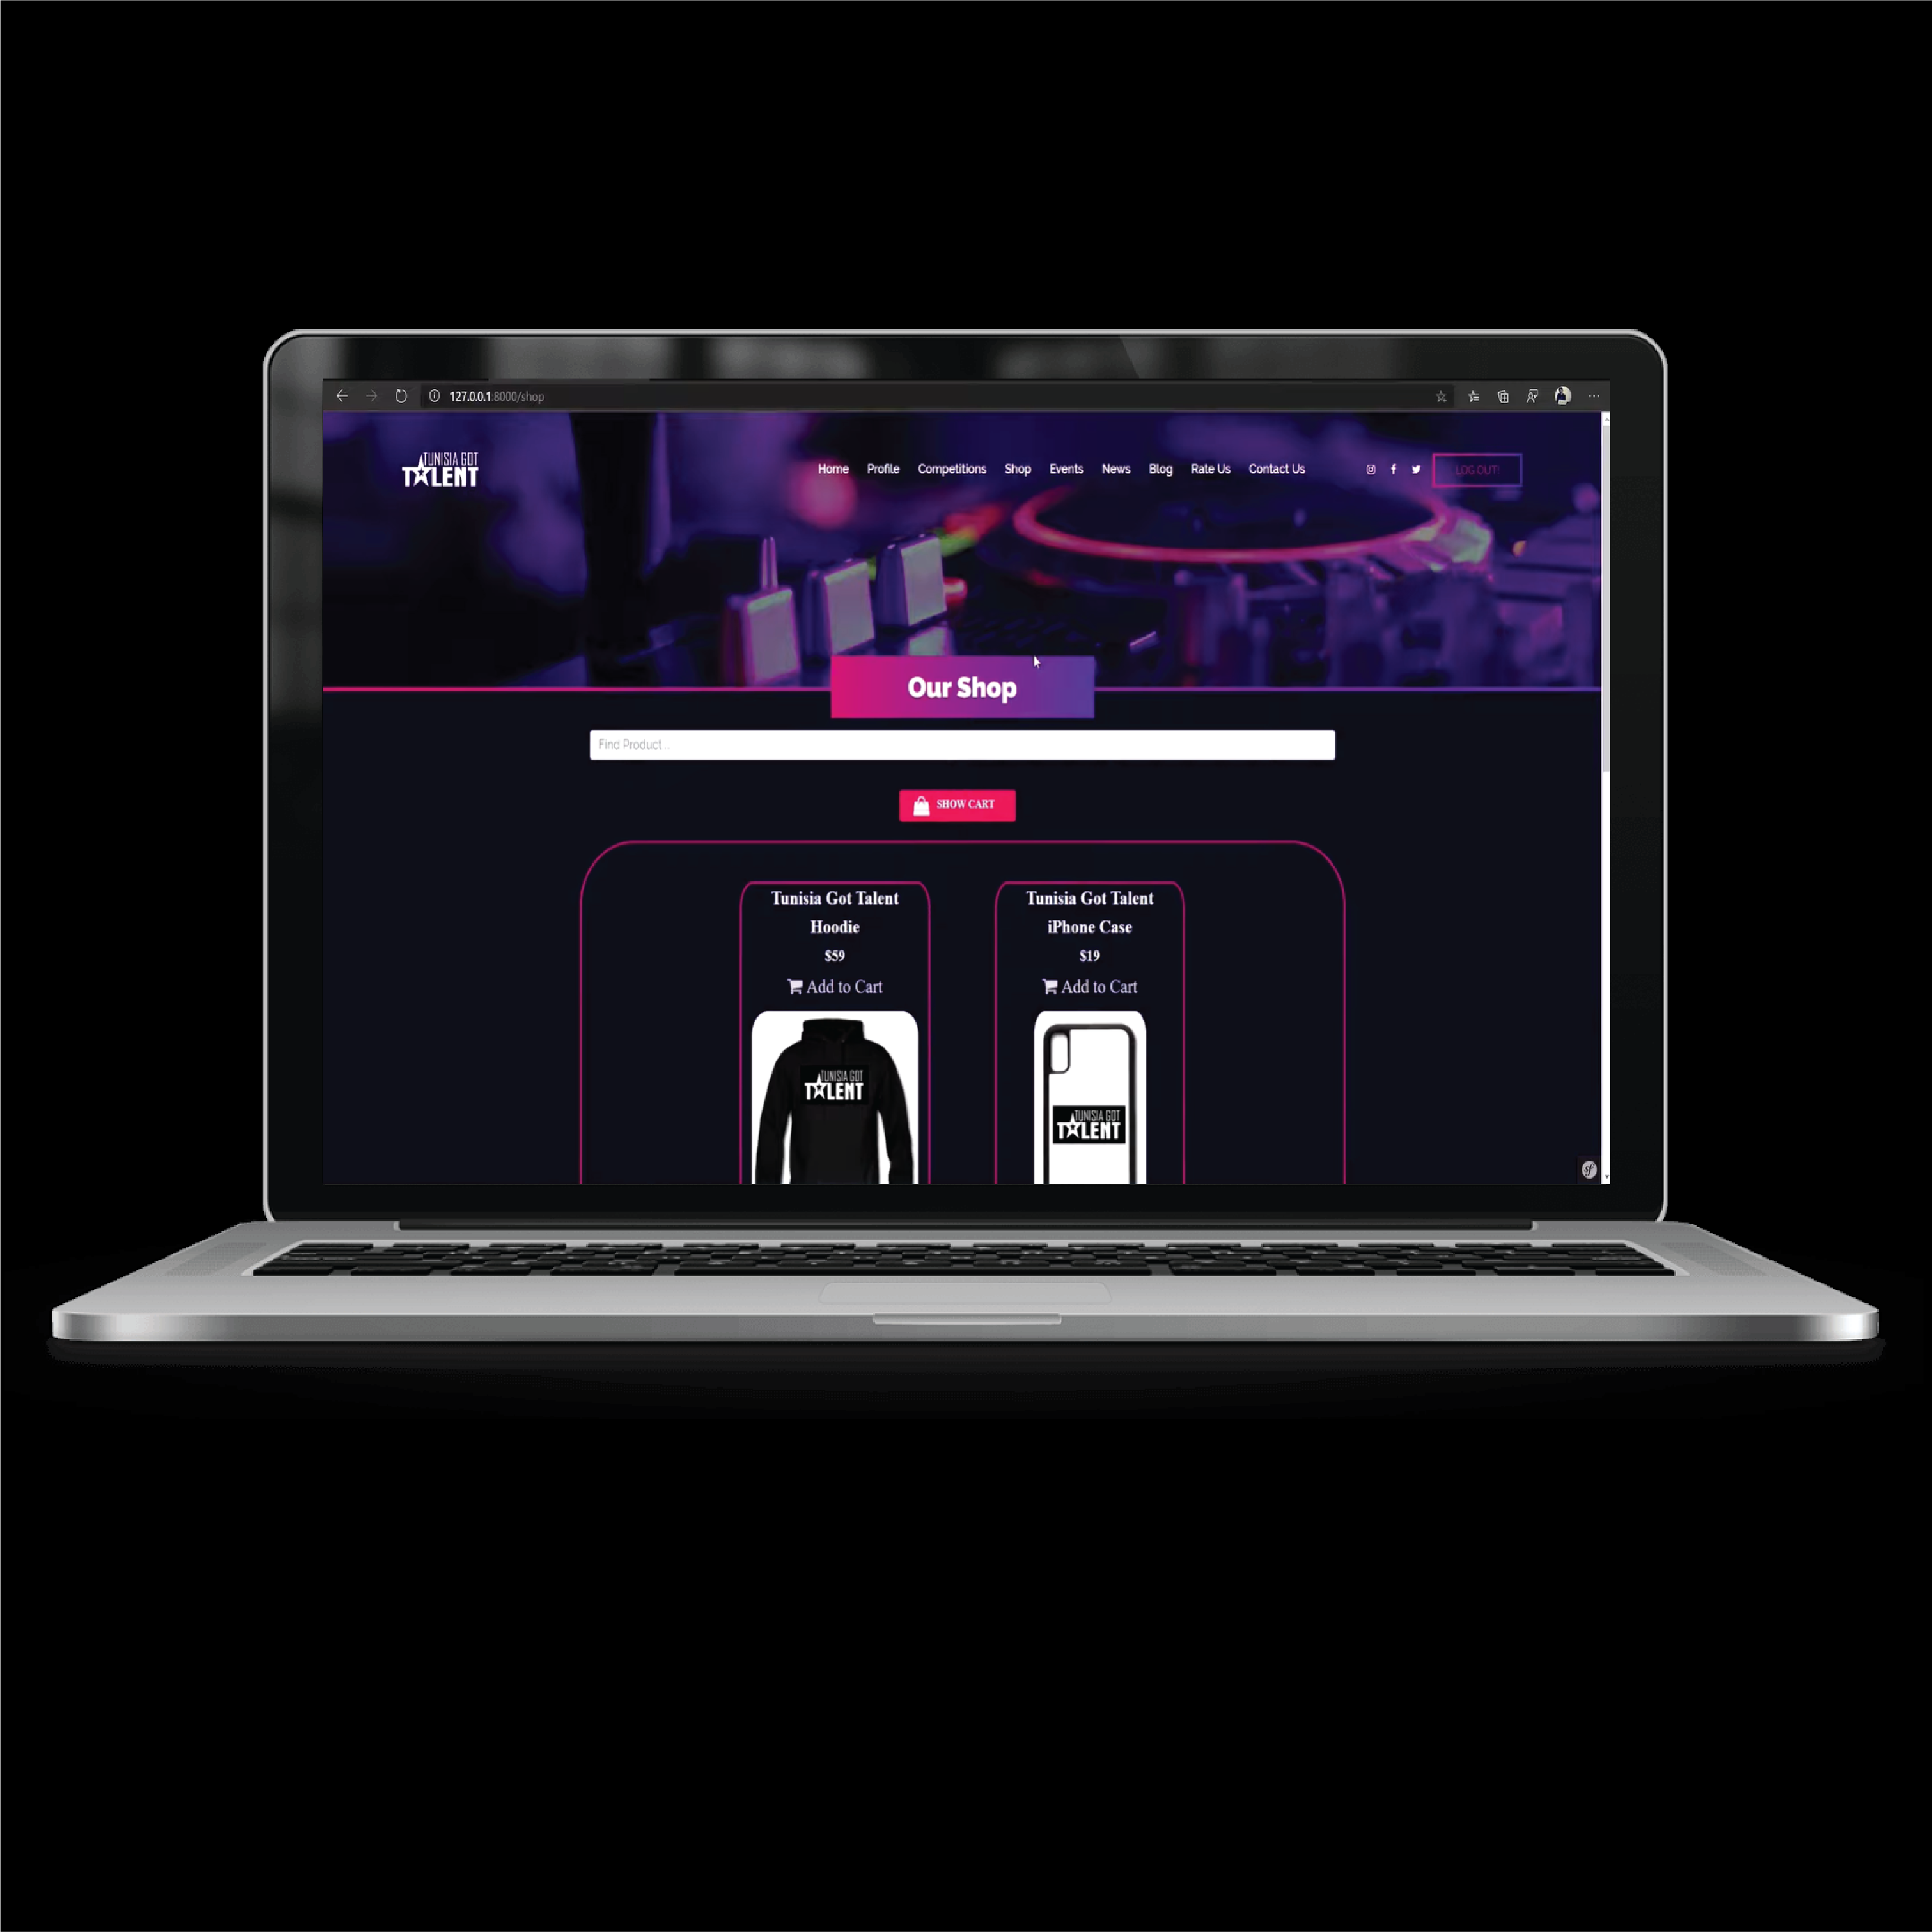 127.0.0.1:8000/shop
TUNISIA GOT
TALENT
Home Profile Competitions Shop Events News Blog Rate Us Contact Us LOG OUT!
Our Shop
Find Product...
SHOW CART
Tunisia Got Talent
Hoodie
$59
Add to Cart
TUNISIA GOT
TALENT
Tunisia Got Talent
iPhone Case
$19
Add to Cart
TUNISIA GOT
TALENT
sf